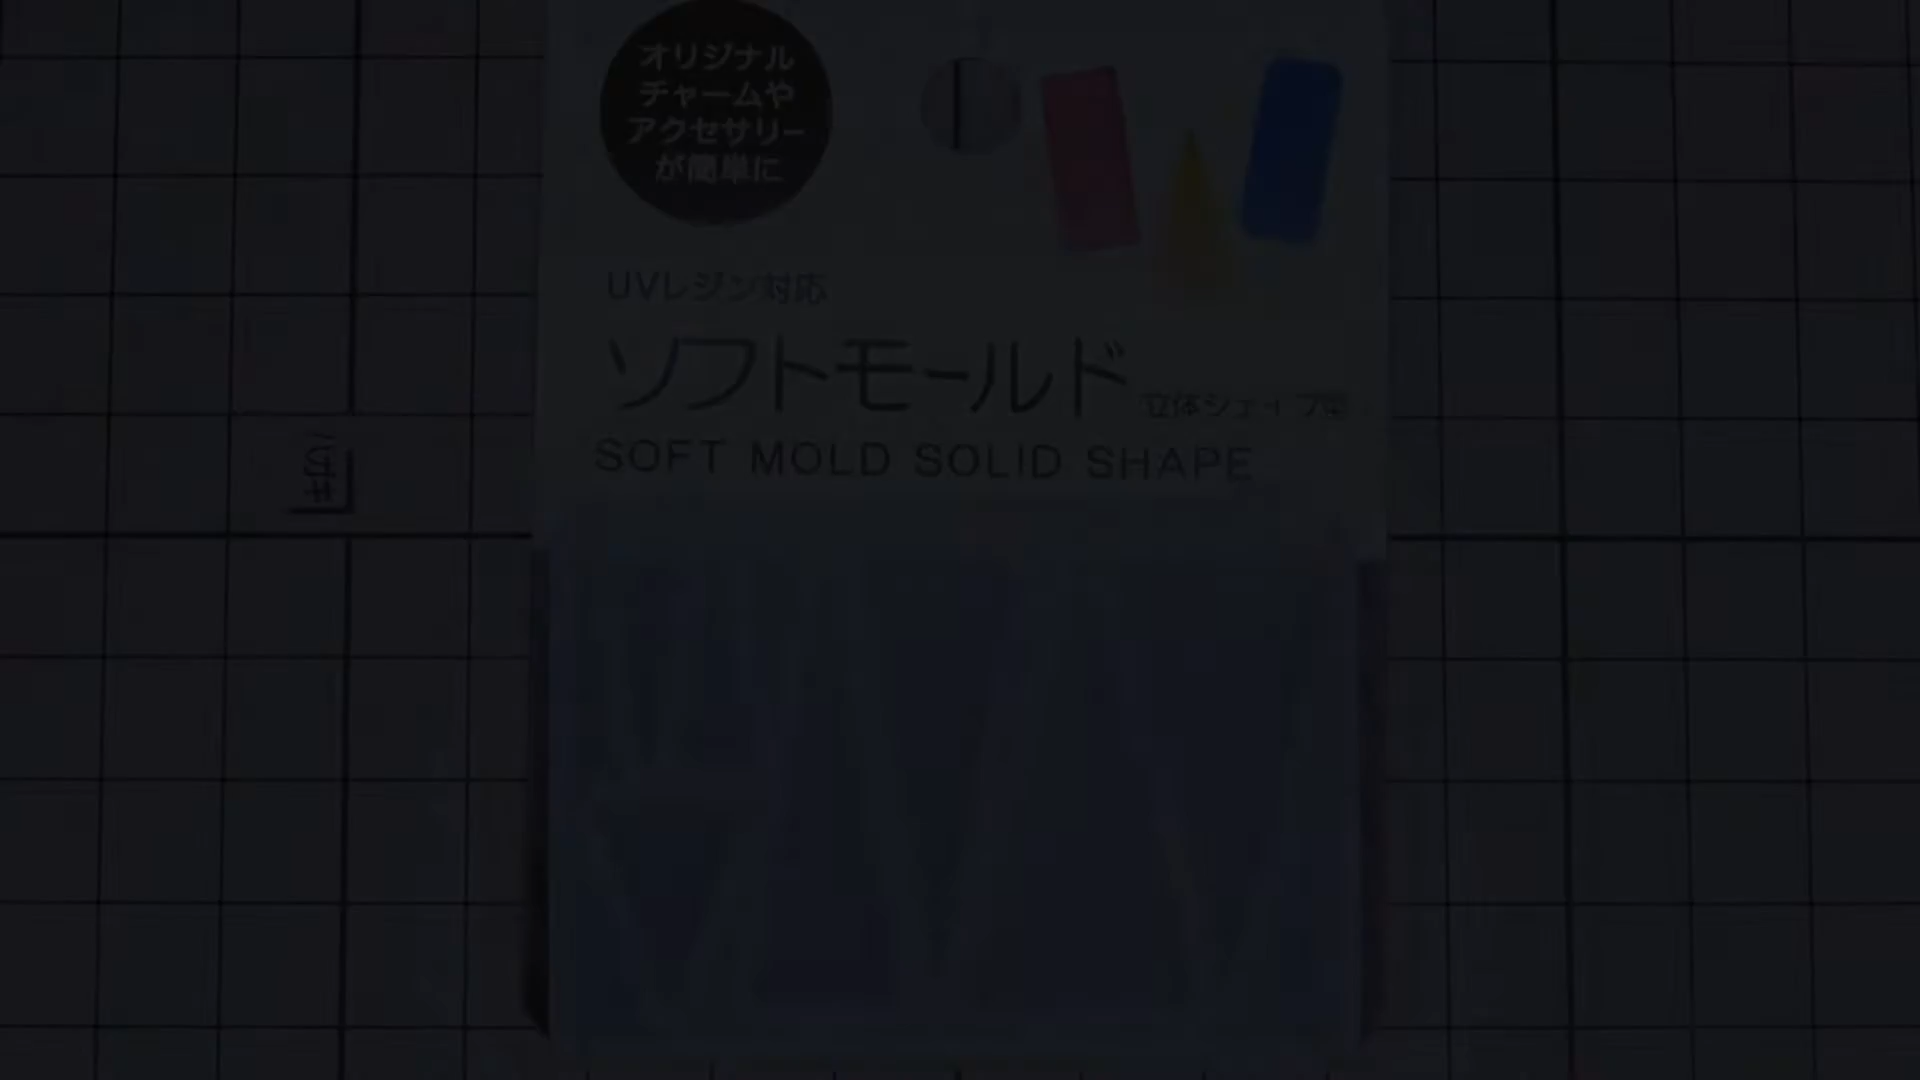 オリジナル
チャームや
アクセサリー
が簡単に
UVレジン対応
ソフトモールド
立体シェイプ型
SOFT MOLD SOLID SHAPE